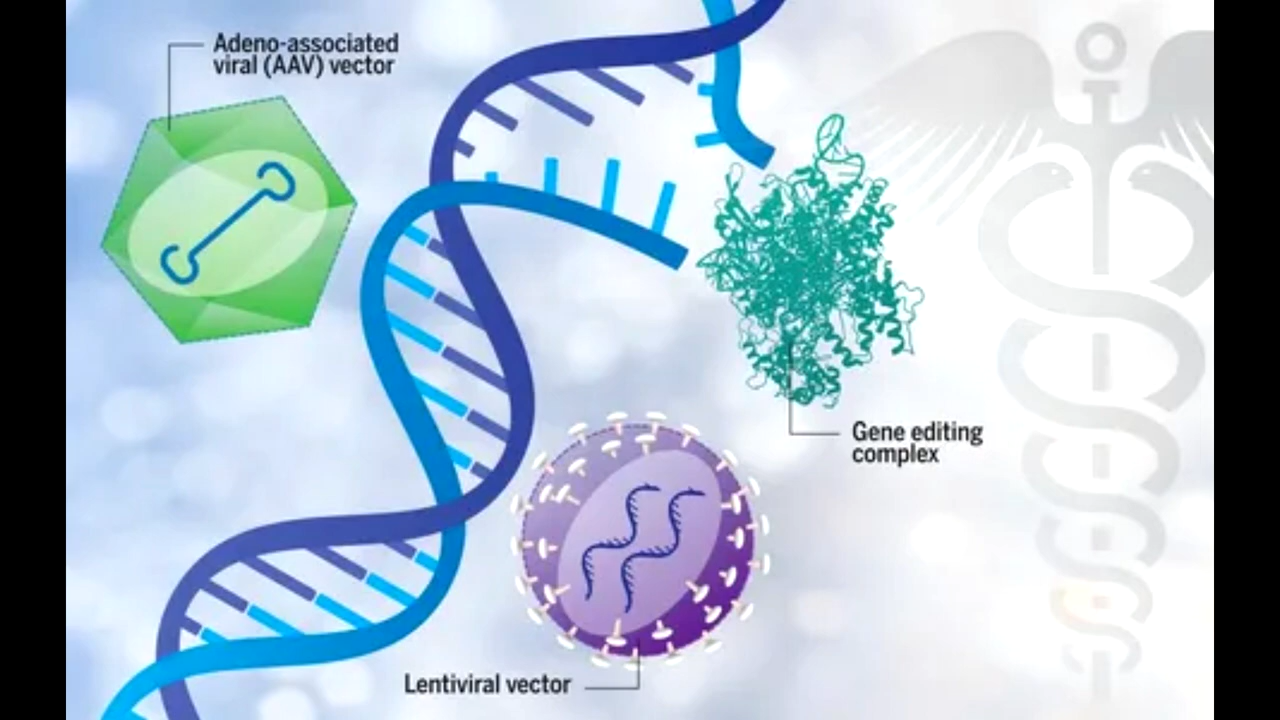 Adeno-associated
viral (AAV) vector
Gene editing
complex
Lentiviral vector